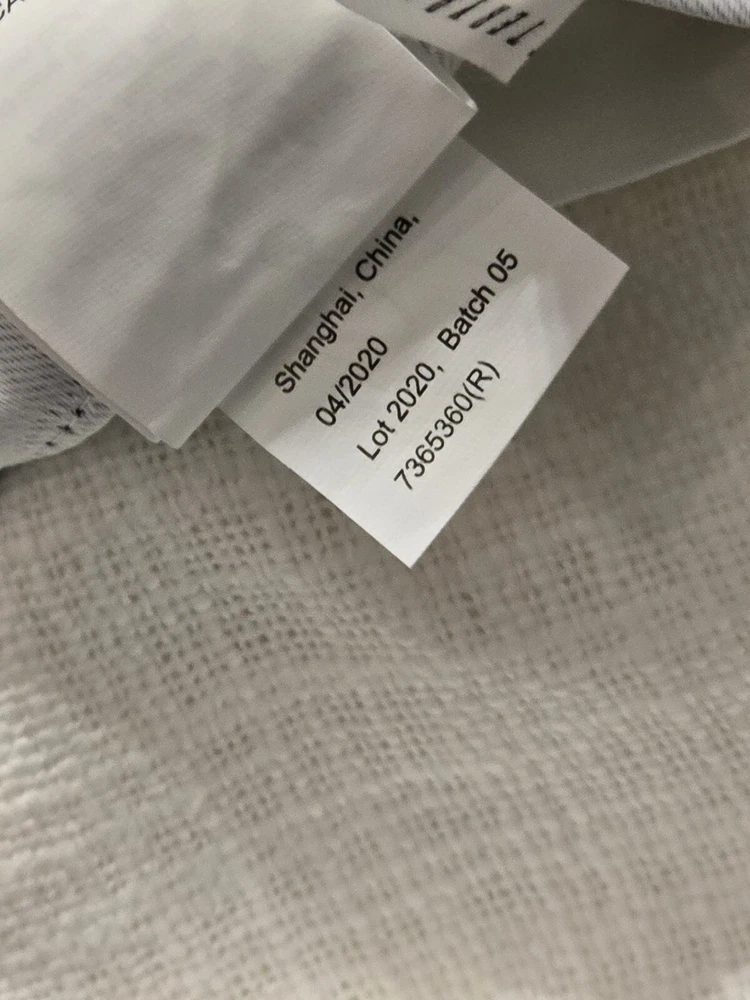 Shanghai, China,
04/2020
Lot 2020, Batch 05
7365360(R)